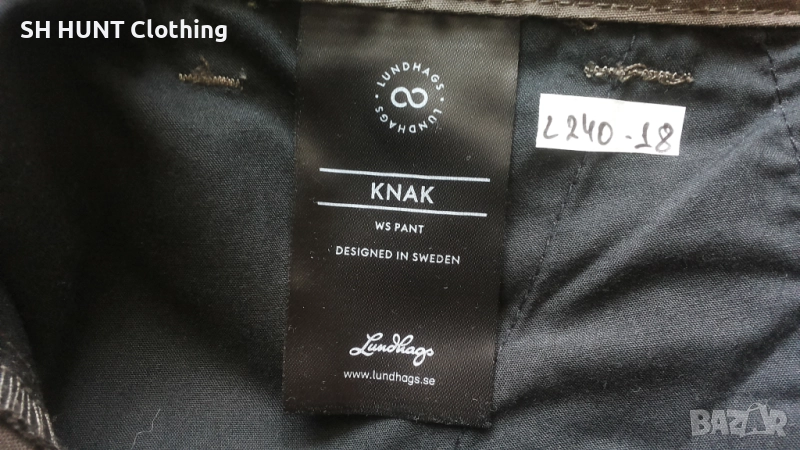 SH HUNT Clothing
LUNDHAGS · LUNDHAGS ·
L240-18
KNAK
WS PANT
DESIGNED IN SWEDEN
Lundhags
www.lundhags.se
BAZAR